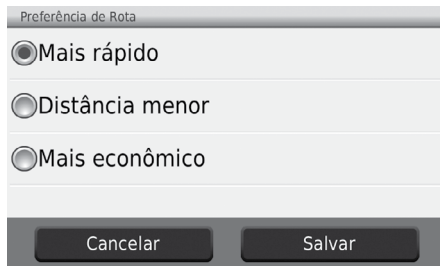 Preferência de Rota
Mais rápido
Distância menor
Mais econômico
Cancelar Salvar